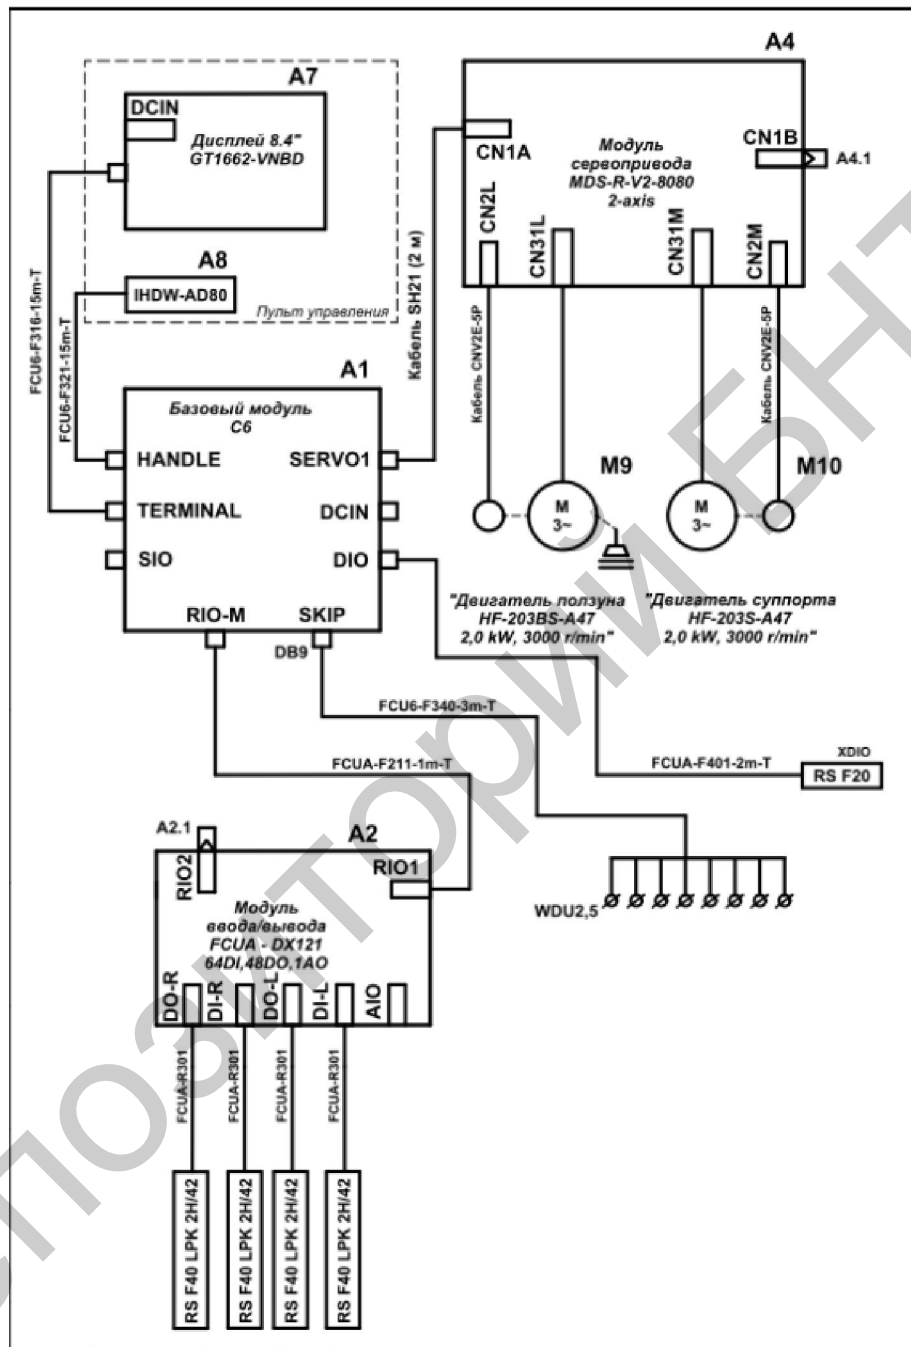 A7
DCIN
Дисплей 8.4"
GT1662-VNBD
A8
IHDW-AD80
Пульт управления
FCU6-F316-15m-T
FCU6-F321-15m-T
Кабель SH21 (2 м)
A4
CN1A
Модуль
сервопривода
MDS-R-V2-8080
2-axis
CN1B
A4.1
CN2L
CN31L
CN31M
CN2M
Кабель CNV2E-5P
Кабель CNV2E-5P
A1
Базовый модуль
C6
HANDLE
SERVO1
TERMINAL
DCIN
SIO
DIO
RIO-M
SKIP
DB9
M9
M
3~
M10
M
3~
"Двигатель ползуна
HF-203BS-A47
2,0 kW, 3000 r/min"
"Двигатель суппорта
HF-203S-A47
2,0 kW, 3000 r/min"
FCU6-F340-3m-T
FCUA-F211-1m-T
FCUA-F401-2m-T
XDIO
RS F20
WDU2,5
A2.1
A2
RIO2
RIO1
Модуль
ввода/вывода
FCUA - DX121
64DI,48DO,1AO
DO-R
DI-R
DO-L
DI-L
AIO
FCUA-R301
FCUA-R301
FCUA-R301
FCUA-R301
RS F40 LPK 2H/42
RS F40 LPK 2H/42
RS F40 LPK 2H/42
RS F40 LPK 2H/42
позиторий БНТ